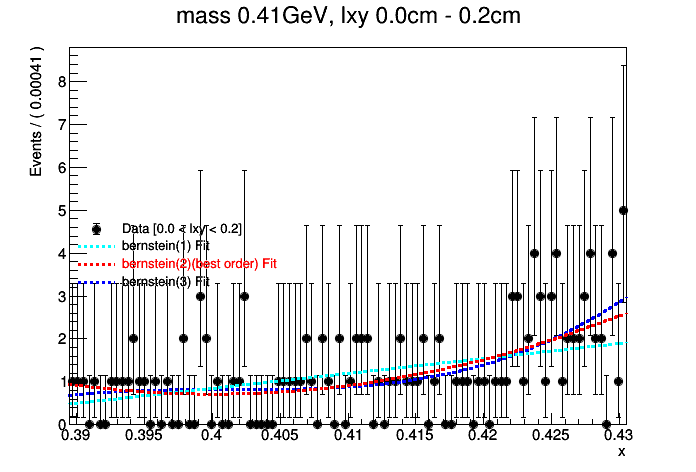 mass 0.41GeV, lxy 0.0cm - 0.2cm
Events / ( 0.00041 )
8
7
6
5
4
3
2
1
0
Data [0.0 < lxy < 0.2]
bernstein(1) Fit
bernstein(2)(best order) Fit
bernstein(3) Fit
0.39 0.395 0.4 0.405 0.41 0.415 0.42 0.425 0.43
x